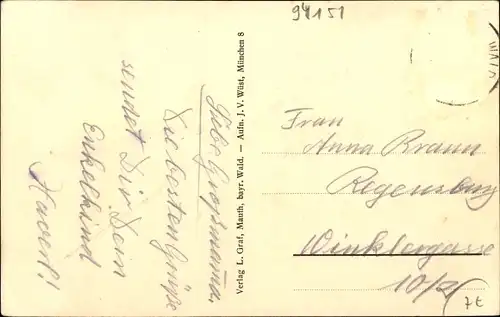 94151
Liebe Großmama,
Die besten Grüße
sendet Dir Dein
Enkelkind
Verlag L. Graf, Mauth, bayr. Wald. — Aufn. J. V. Wüst, München 8
Frau
Anna Braun
Regensburg
Winklergasse
10/2
7E